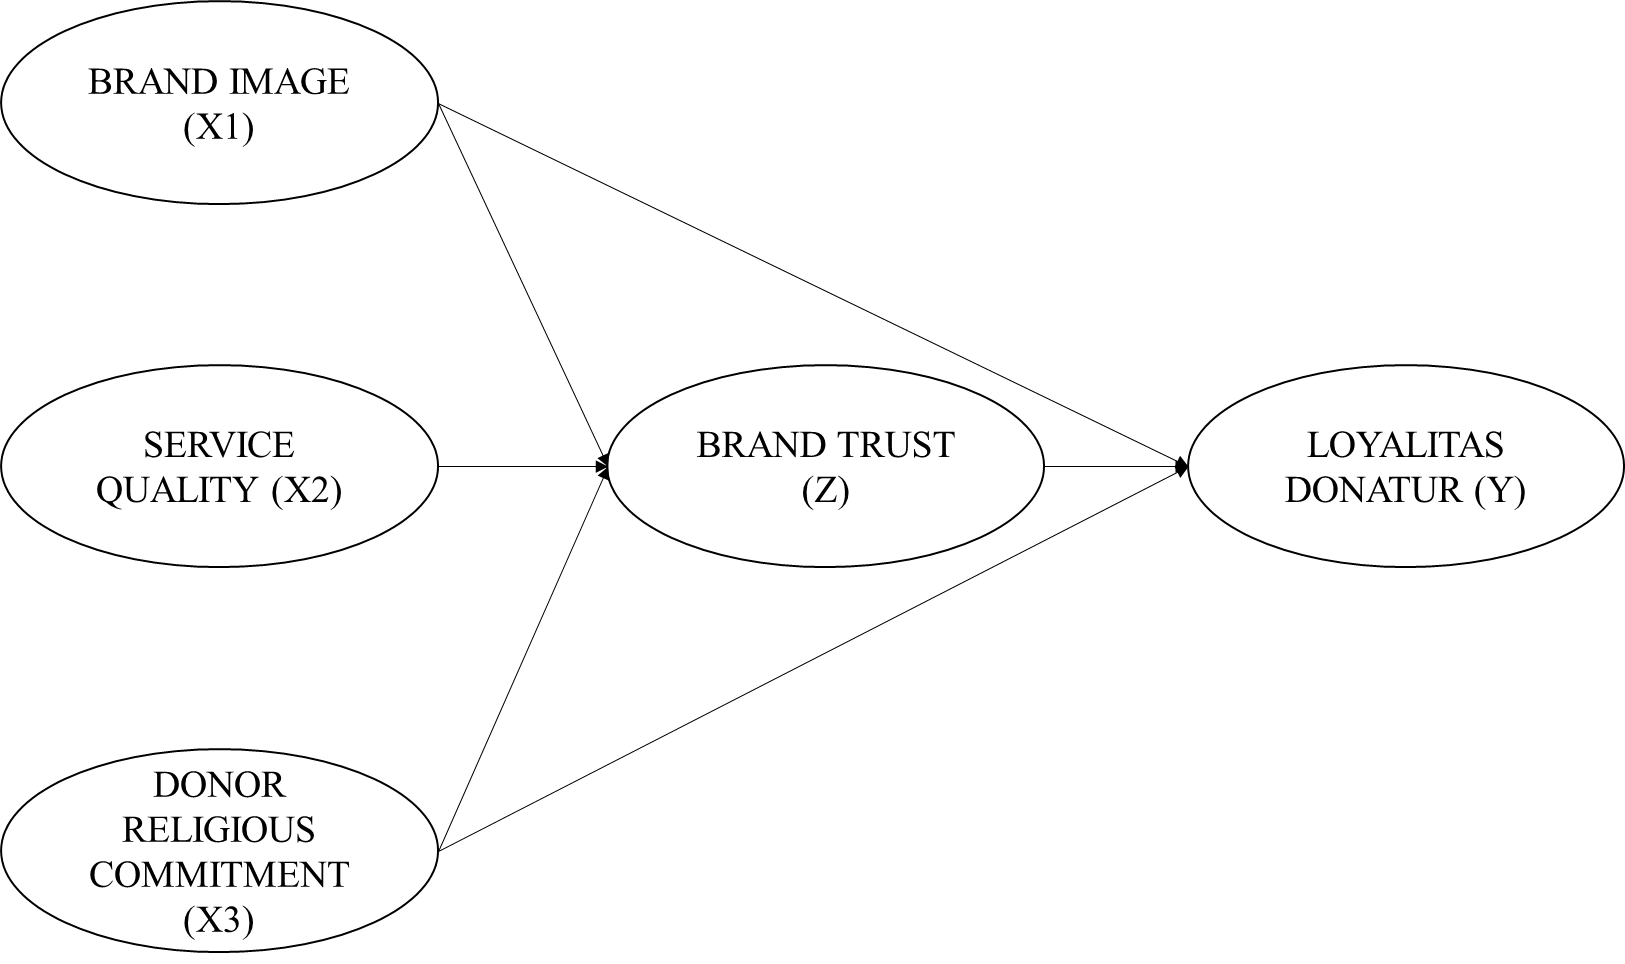 BRAND IMAGE
(X1)
SERVICE
QUALITY (X2)
BRAND TRUST
(Z)
LOYALITAS
DONATUR (Y)
DONOR
RELIGIOUS
COMMITMENT
(X3)